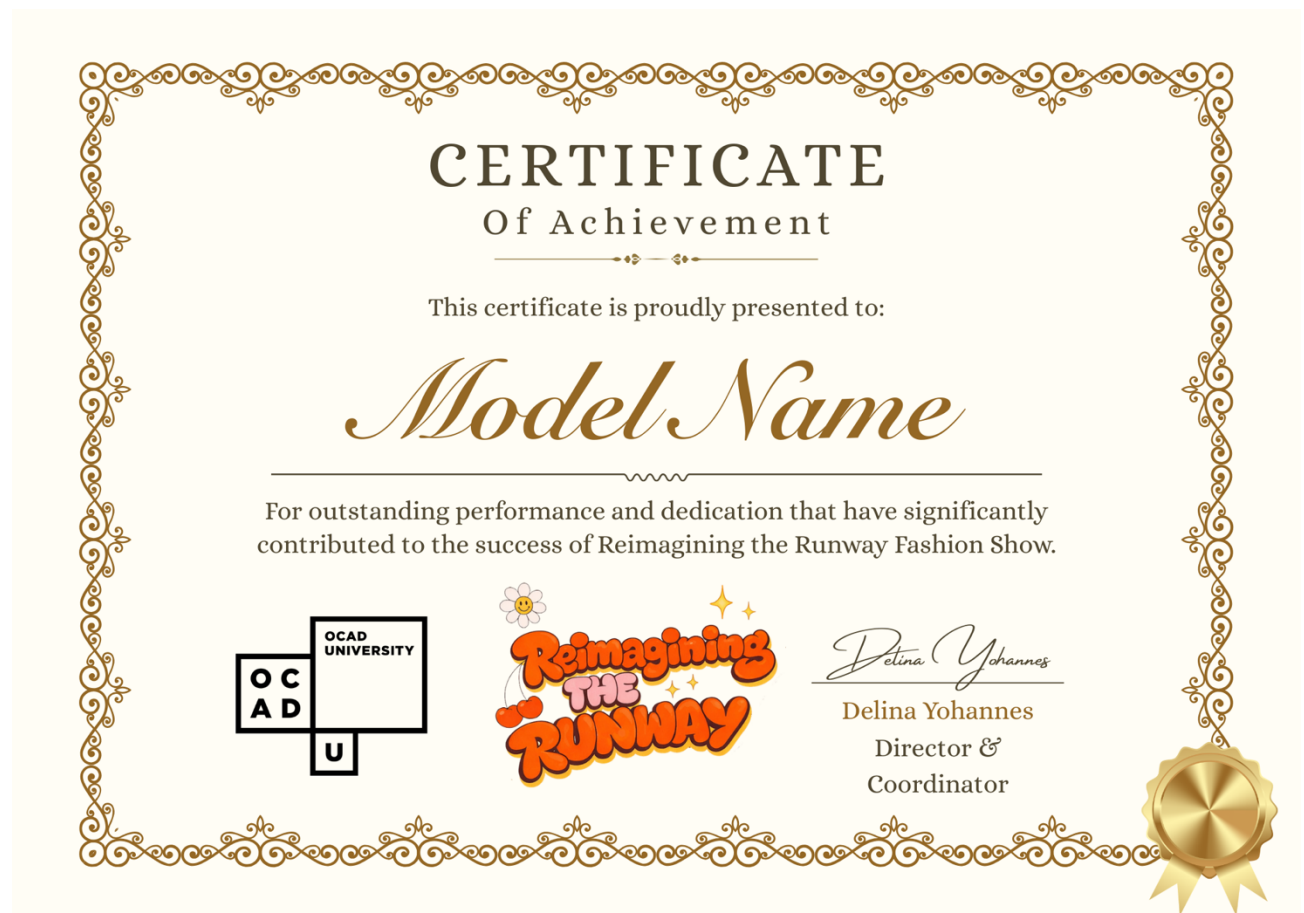 CERTIFICATE
Of Achievement
This certificate is proudly presented to:
Model Name
For outstanding performance and dedication that have significantly
contributed to the success of Reimagining the Runway Fashion Show.
OCAD
UNIVERSITY
O C
A D
U
Reimagining
THE
RUNWAY
Delina Yohannes
Delina Yohannes
Director &
Coordinator